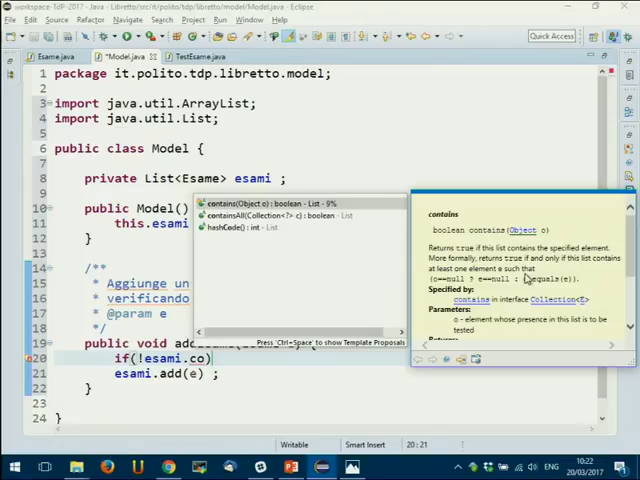 workspace-TdP-2017 - Java - Libretto/src/it/polito/tdp/libretto/model/Model.java - Eclipse
File Edit Source Refactor Navigate Search Project Run Window Help
Quick Access
Esame.java *Model.java TestEsame.java
1 package it.polito.tdp.libretto.model;
2
3 import java.util.ArrayList;
4 import java.util.List;
5
6 public class Model {
7
8 private List<Esame> esami ;
9
10 public Model()
11 this.esami
12 }
13
14 /**
15 * Aggiunge un
16 * verificando
17 * @param e
18 */
19 public void addEsame(Esame e) {
20 if(!esami.co)
21 esami.add(e) ;
22 }
23
24 }
contains(Object o) : boolean - List - 9%
containsAll(Collection<?> c) : boolean - List
hashCode() : int - List
Press 'Ctrl+Space' to show Template Proposals
contains
boolean contains(Object o)
Returns true if this list contains the specified element.
More formally, returns true if and only if this list contains
at least one element e such that
(o==null ? e==null : o.equals(e)).
Specified by:
contains in interface Collection<E>
Parameters:
o - element whose presence in this list is to be
tested
Writable Smart Insert 20 : 21
10:22
20/03/2017